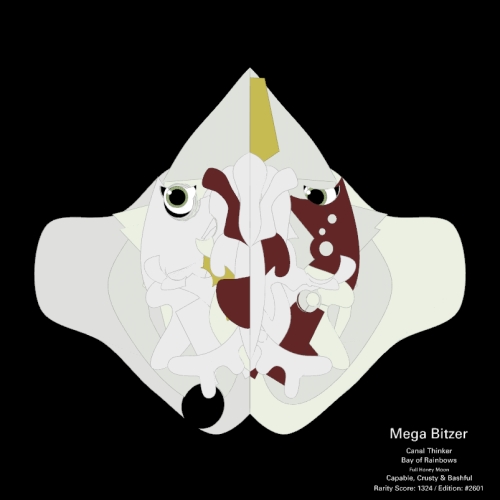 Mega Bitzer
Canal Thinker
Bay of Rainbows
Full Honey Moon
Capable, Crusty & Bashful
Rarity Score: 1324 / Edition: #2601